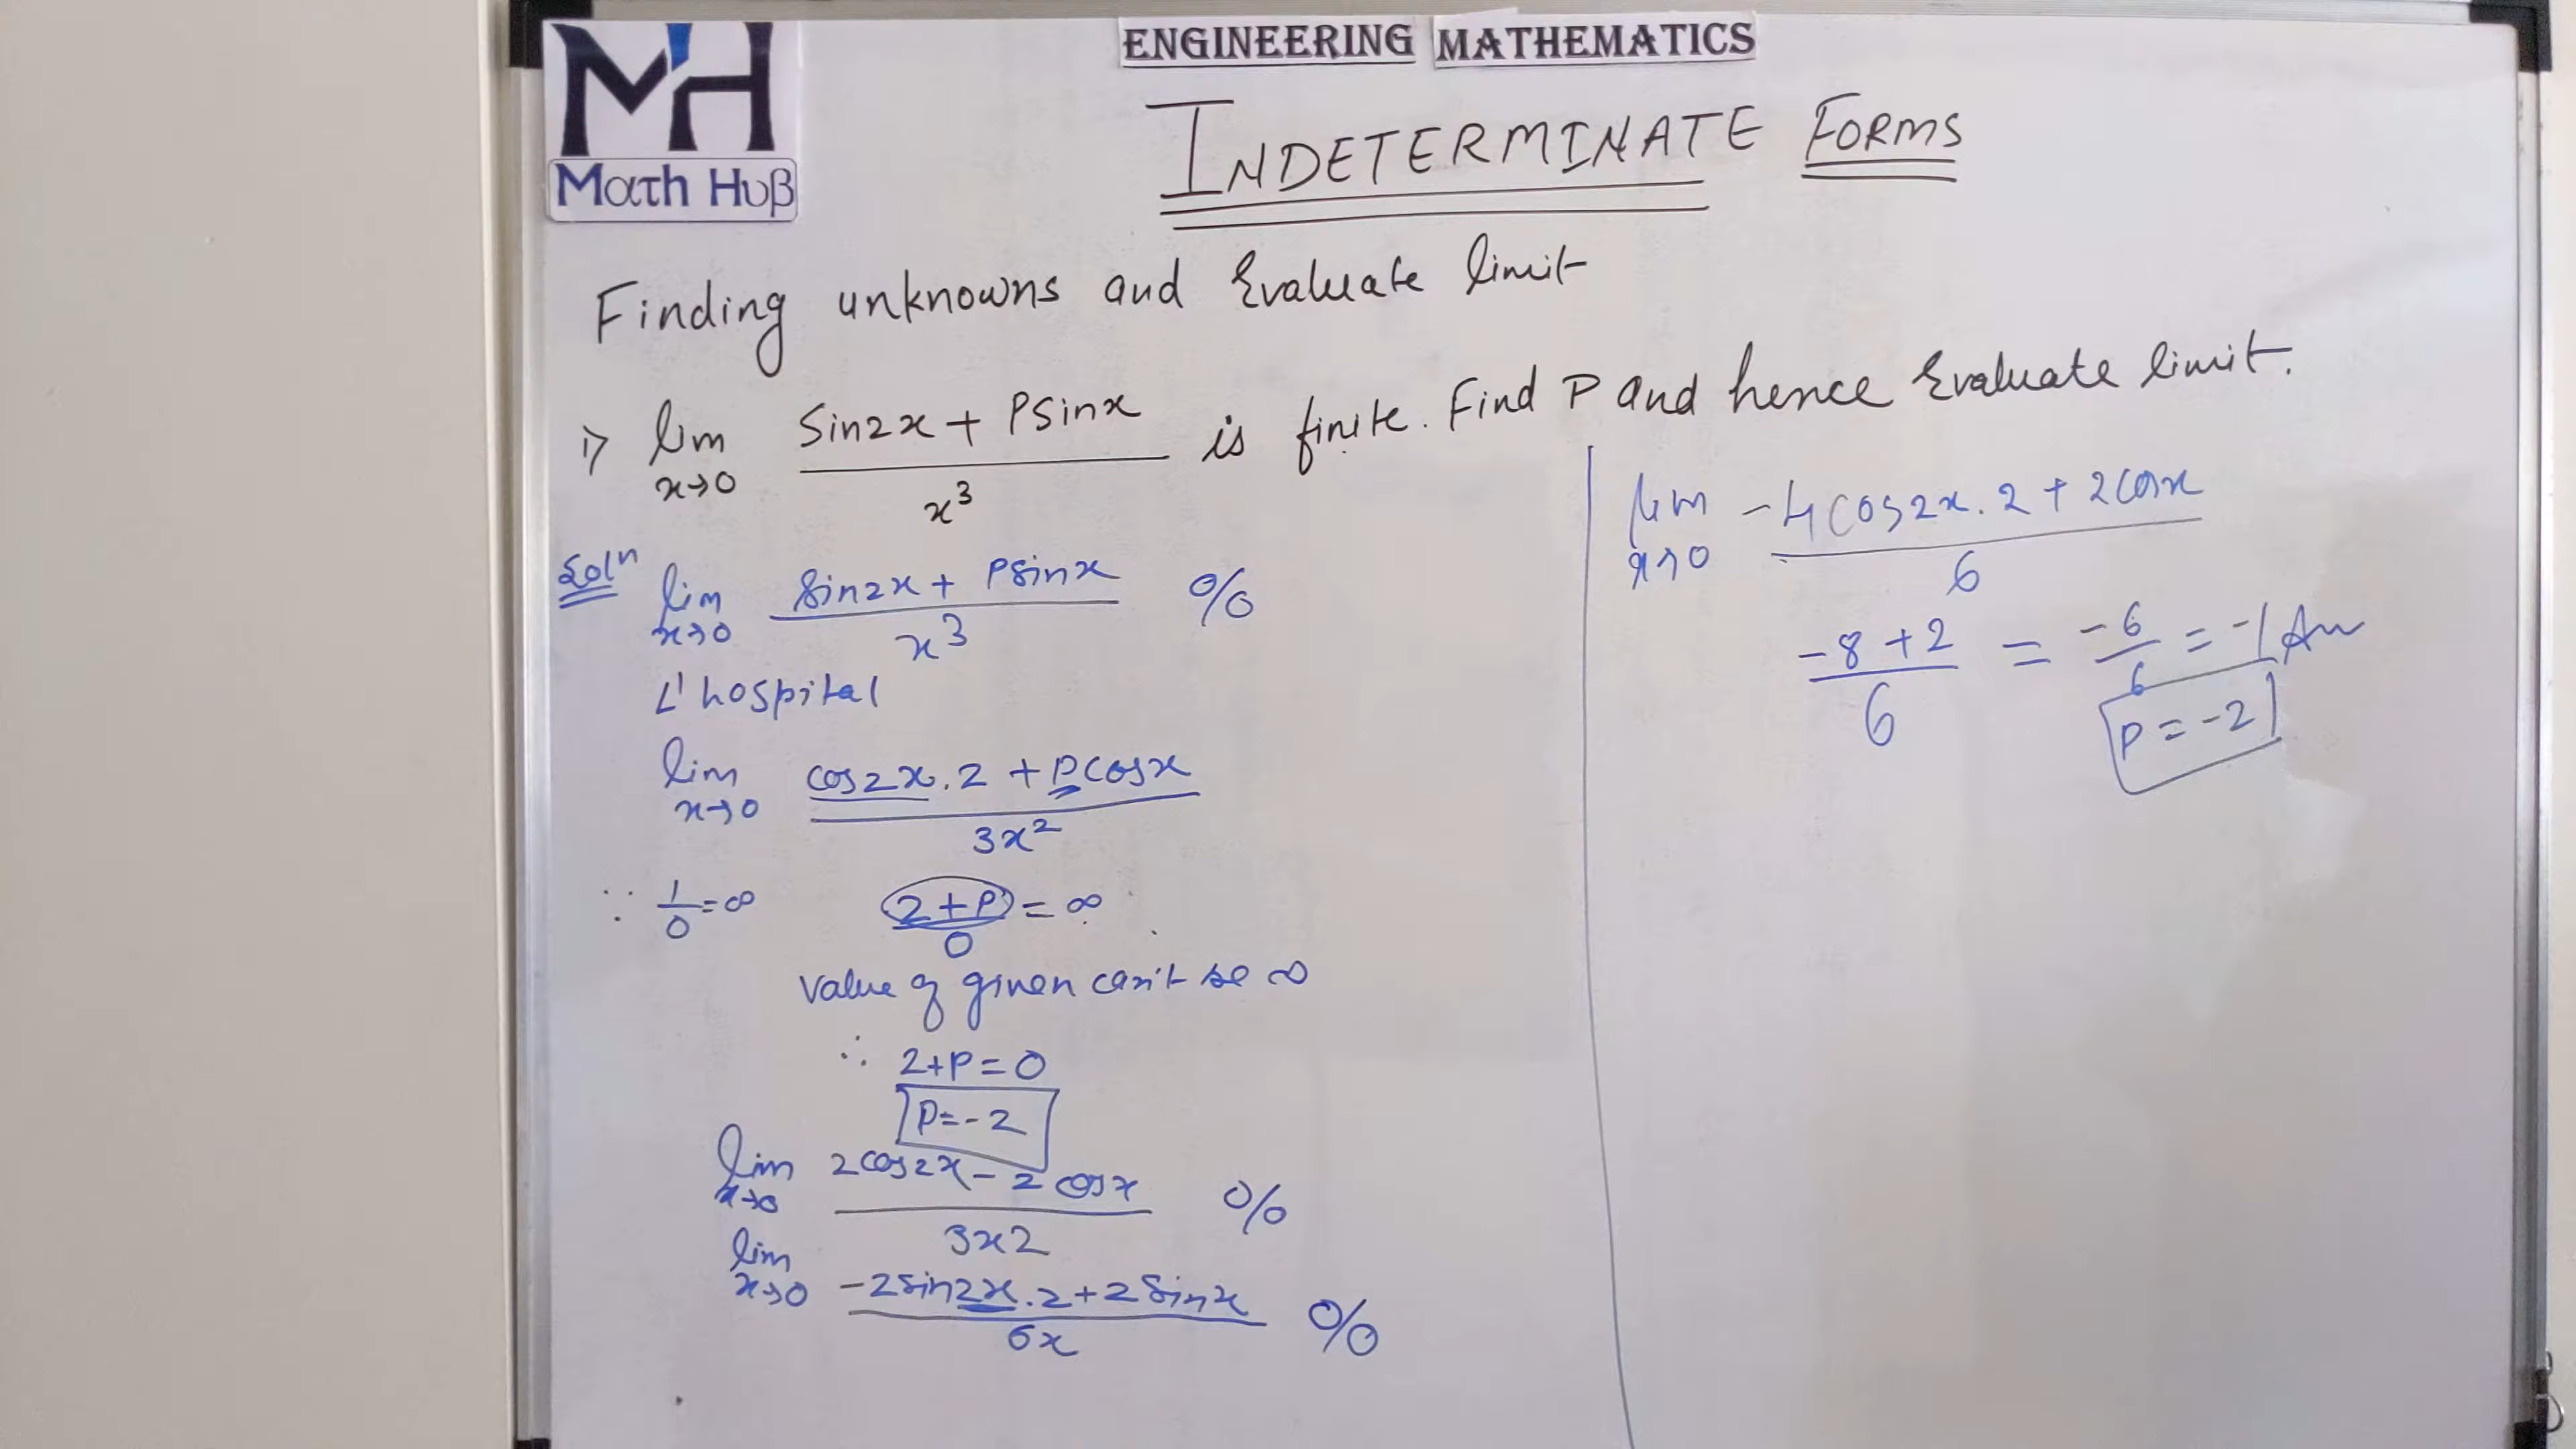 MH
Mαth Huβ
ENGINEERING MATHEMATICS
INDETERMINATE FORMS
Finding unknowns and Evaluate limit
1) lim x→0 (Sin2x + Psinx)/x³ is finite. Find P and hence Evaluate limit.
Solⁿ lim x→0 (Sin2x + Psinx)/x³ 0/0
L' hospital
lim x→0 (cos2x.2 + Pcosx)/3x²
∵ 1/0 = ∞ (2+P)/0 = ∞
value of given can't be ∞
∴ 2+P=0
P=-2
lim x→0 (2cos2x - 2cosx)/3x2 0/0
lim x→0 (-2sin2x.2+2Sinx)/6x 0/0
lim x→0 (-4cos2x.2+2cosx)/6
(-8+2)/6 = -6/6 = -1 An
P=-2